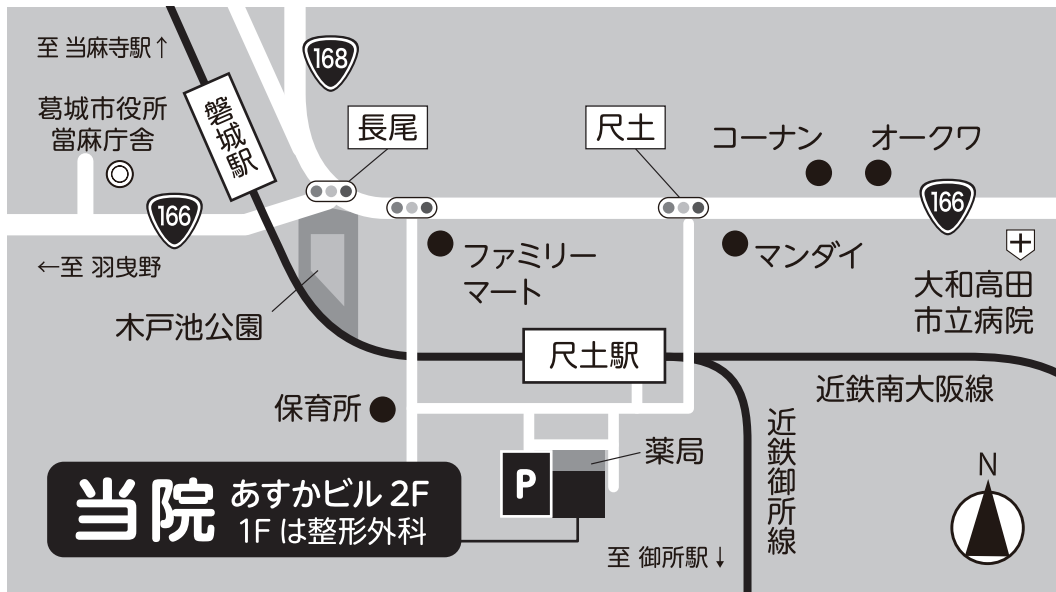 至 当麻寺駅↑
168
葛城市役所
當麻庁舎
磐城駅
長尾
尺土
コーナン
オークワ
166
166
←至 羽曳野
ファミリー
マート
マンダイ
大和高田
市立病院
木戸池公園
尺土駅
近鉄南大阪線
保育所
近鉄御所線
薬局
P
N
当院
あすかビル 2F
1F は整形外科
至 御所駅↓